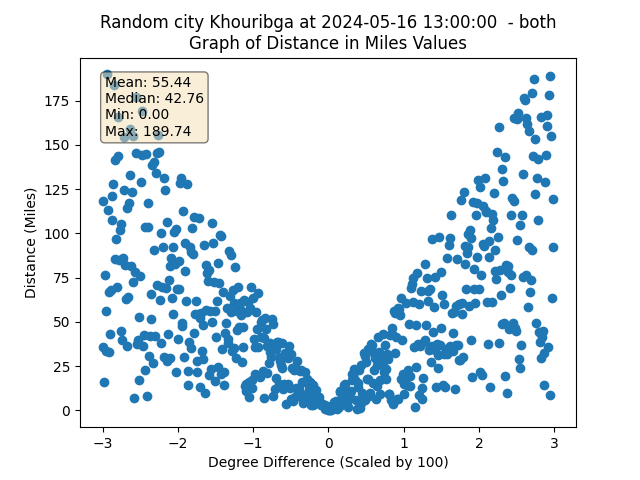 Random city Khouribga at 2024-05-16 13:00:00  - both
Graph of Distance in Miles Values
Mean: 55.44
Median: 42.76
Min: 0.00
Max: 189.74
Distance (Miles)
175
150
125
100
75
50
25
0
−3
−2
−1
0
1
2
3
Degree Difference (Scaled by 100)